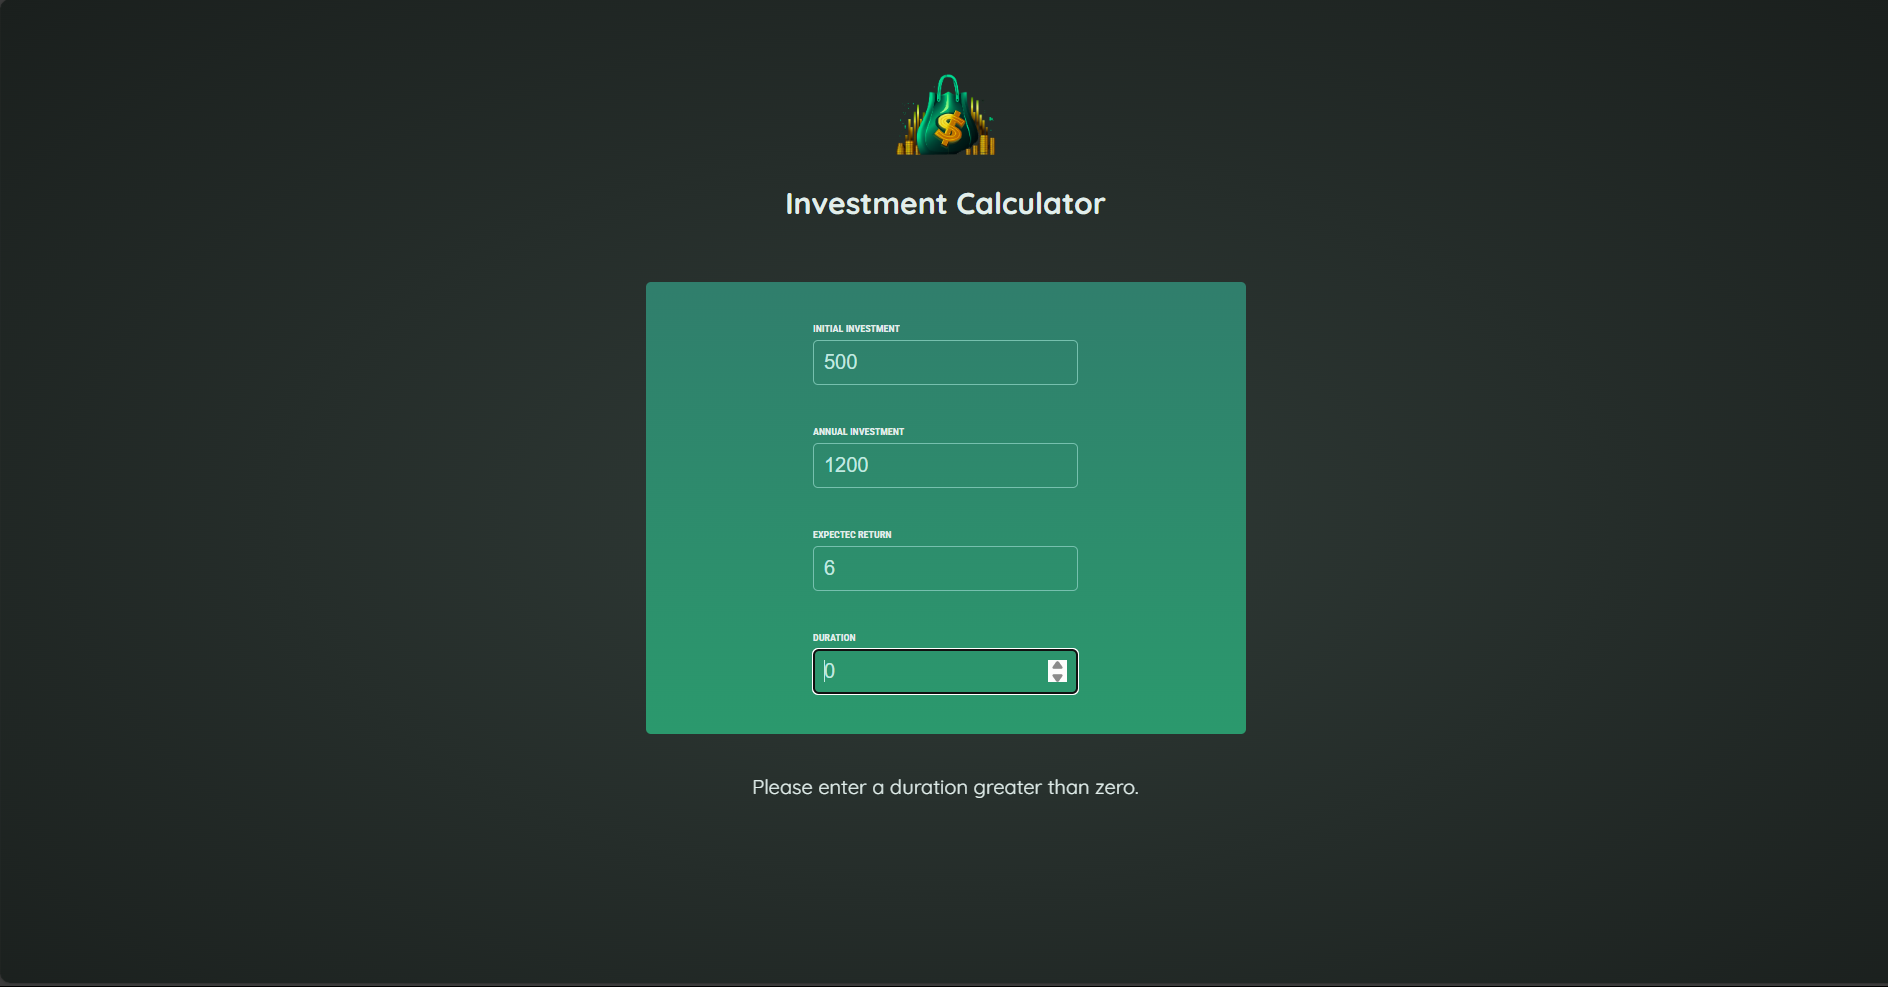 $
Investment Calculator
INITIAL INVESTMENT
500
ANNUAL INVESTMENT
1200
EXPECTEC RETURN
6
DURATION
0
Please enter a duration greater than zero.